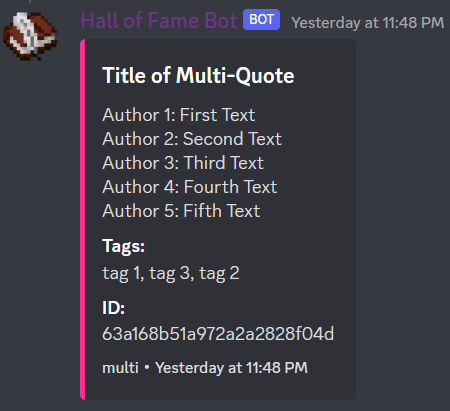 Hall of Fame Bot BOT Yesterday at 11:48 PM
Title of Multi-Quote
Author 1: First Text
Author 2: Second Text
Author 3: Third Text
Author 4: Fourth Text
Author 5: Fifth Text
Tags:
tag 1, tag 3, tag 2
ID:
63a168b51a972a2a2828f04d
multi • Yesterday at 11:48 PM